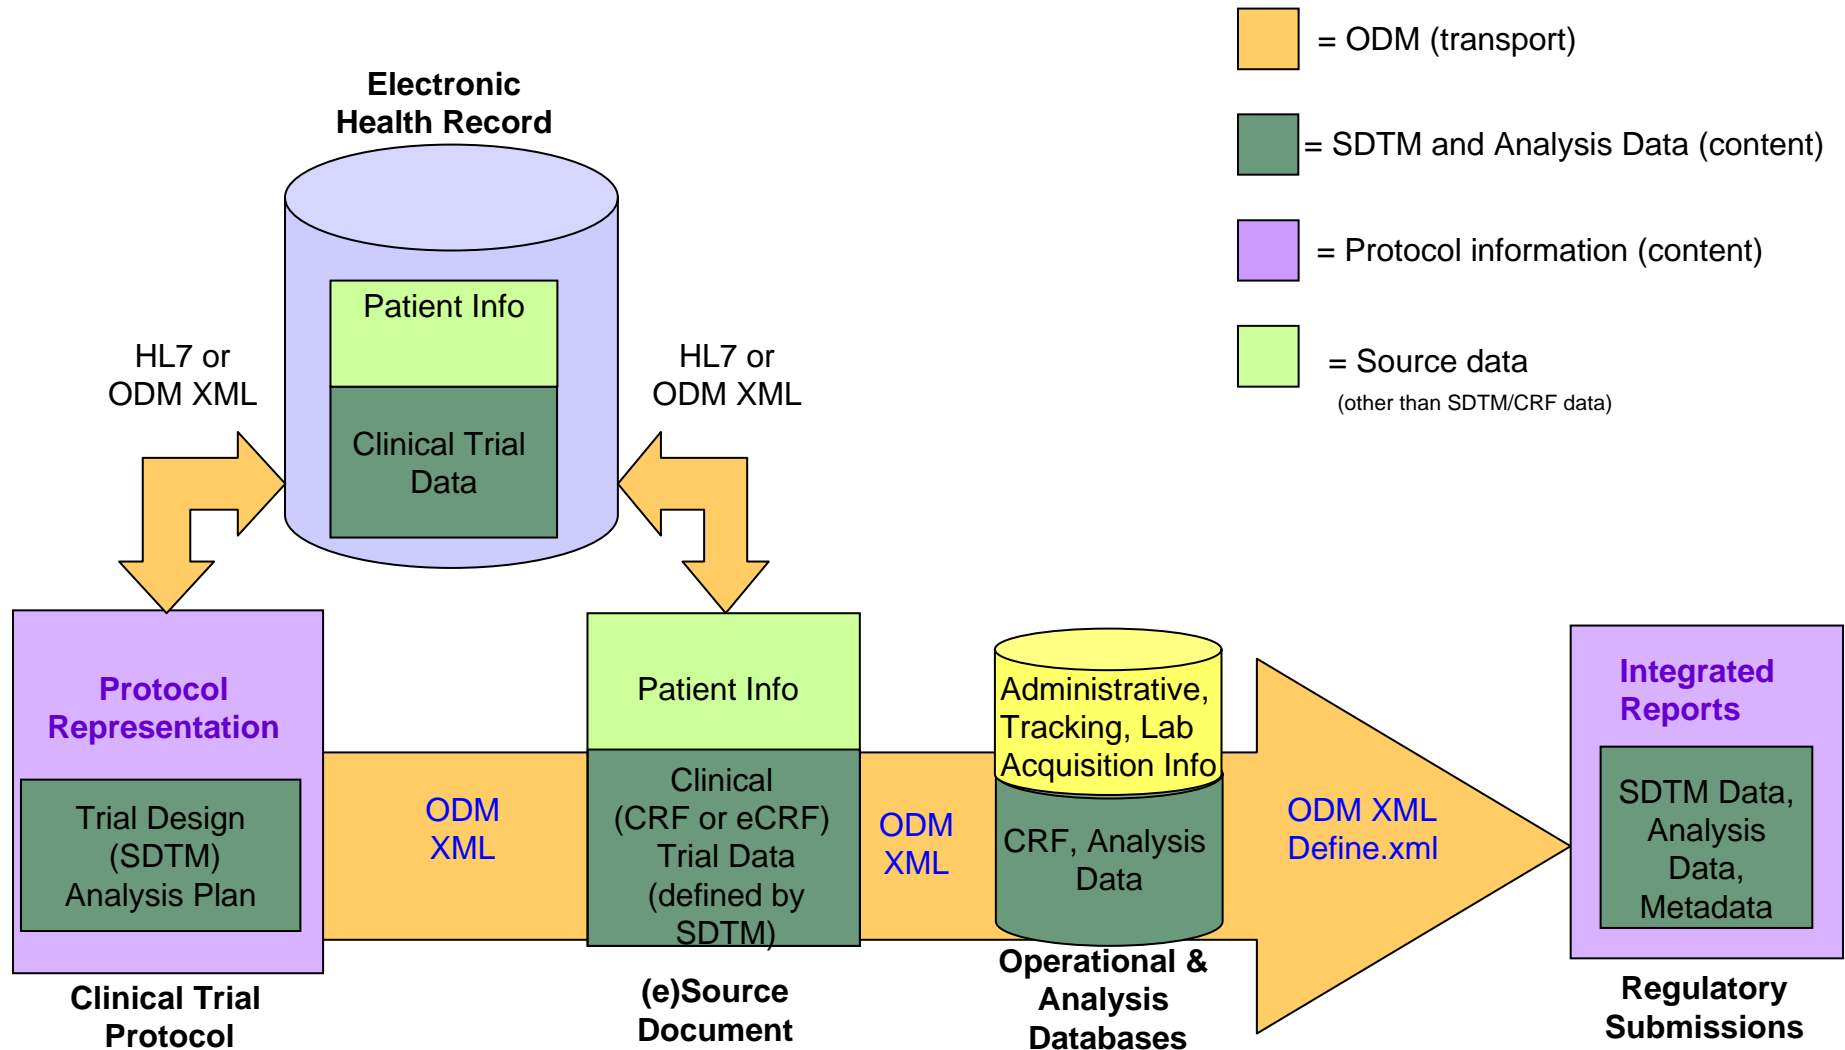 = ODM (transport)
= SDTM and Analysis Data (content)
= Protocol information (content)
= Source data
(other than SDTM/CRF data)
Electronic
Health Record
Patient Info
Clinical Trial
Data
HL7 or
ODM XML
HL7 or
ODM XML
Protocol
Representation
Trial Design
(SDTM)
Analysis Plan
Clinical Trial
Protocol
ODM
XML
Patient Info
Clinical
(CRF or eCRF)
Trial Data
(defined by
SDTM)
(e)Source
Document
ODM
XML
Administrative,
Tracking, Lab
Acquisition Info
CRF, Analysis
Data
Operational &
Analysis
Databases
ODM XML
Define.xml
Integrated
Reports
SDTM Data,
Analysis
Data,
Metadata
Regulatory
Submissions